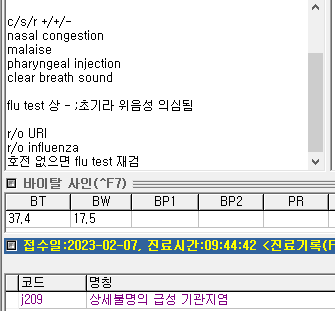 c/s/r +/+/-
nasal congestion
malaise
pharyngeal injection
clear breath sound
flu test 상 - ;초기라 위음성 의심됨
r/o URI
r/o influenza
호전 없으면 flu test 재검
바이탈 사인(^F7)
BT BW BP1 BP2 PR
37.4 17.5
접수일:2023-02-07, 진료시간:09:44:42 <진료기록(F
코드 명칭
j209 상세불명의 급성 기관지염